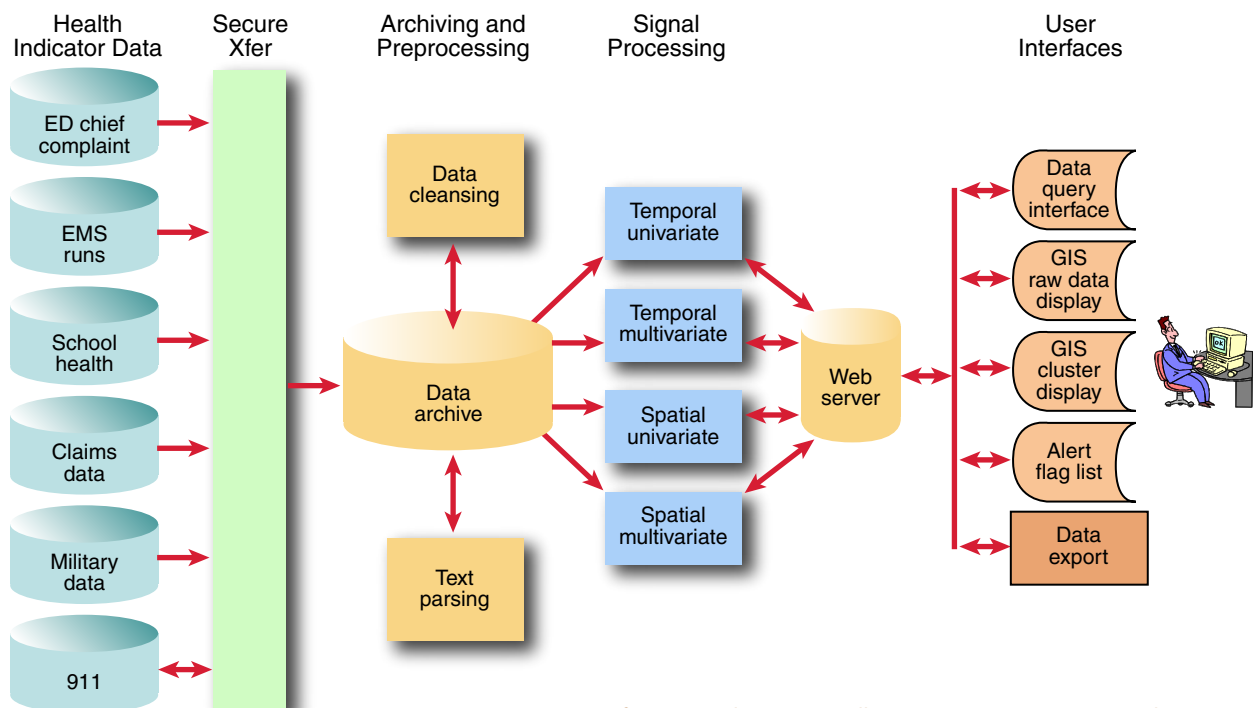 Health
Indicator Data
Secure
Xfer
Archiving and
Preprocessing
Signal
Processing
User
Interfaces
ED chief
complaint
EMS
runs
School
health
Claims
data
Military
data
911
Data
cleansing
Data
archive
Text
parsing
Temporal
univariate
Temporal
multivariate
Spatial
univariate
Spatial
multivariate
Web
server
Data
query
interface
GIS
raw data
display
GIS
cluster
display
Alert
flag list
Data
export
ok